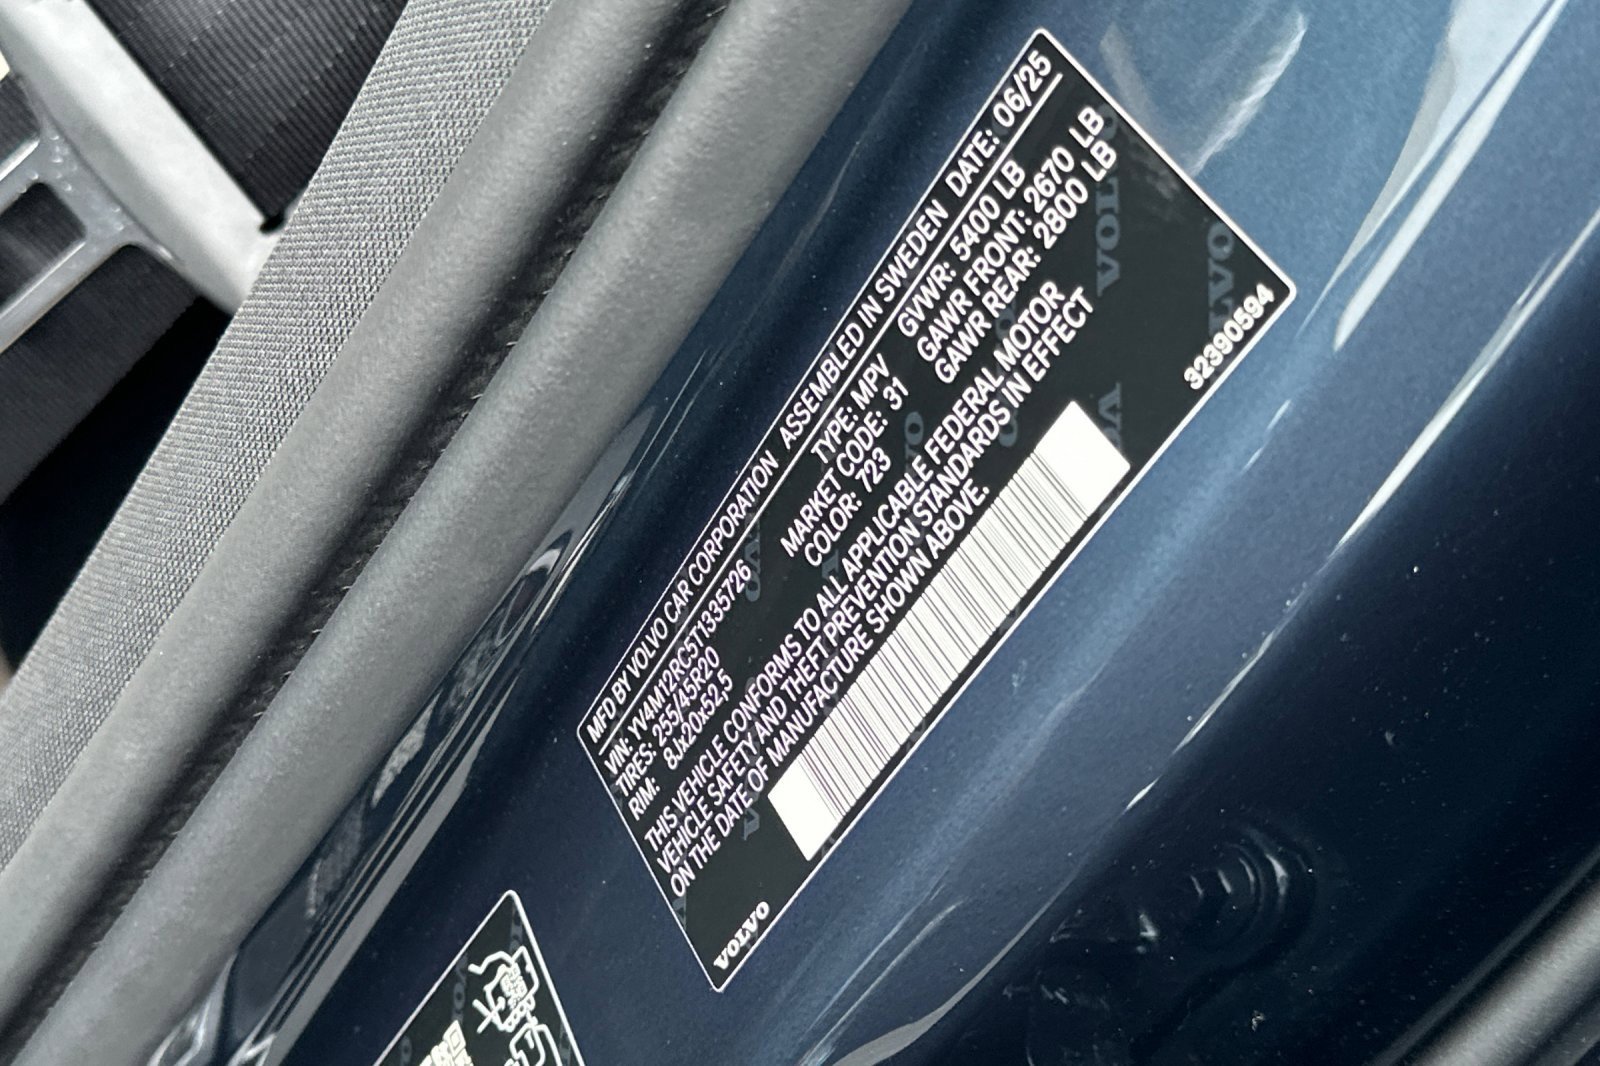 MFD BY VOLVO CAR CORPORATION ASSEMBLED IN SWEDEN DATE: 06/25
VIN: YV4M12RC5T1335726 TYPE: MPV GVWR: 5400 LB
TIRES: 255/45R20 MARKET CODE: 31 GAWR FRONT: 2670 LB
RIM: 8Jx20x52,5 COLOR: 723 GAWR REAR: 2800 LB
THIS VEHICLE CONFORMS TO ALL APPLICABLE FEDERAL MOTOR
VEHICLE SAFETY AND THEFT PREVENTION STANDARDS IN EFFECT
ON THE DATE OF MANUFACTURE SHOWN ABOVE.
VOLVO 32390594